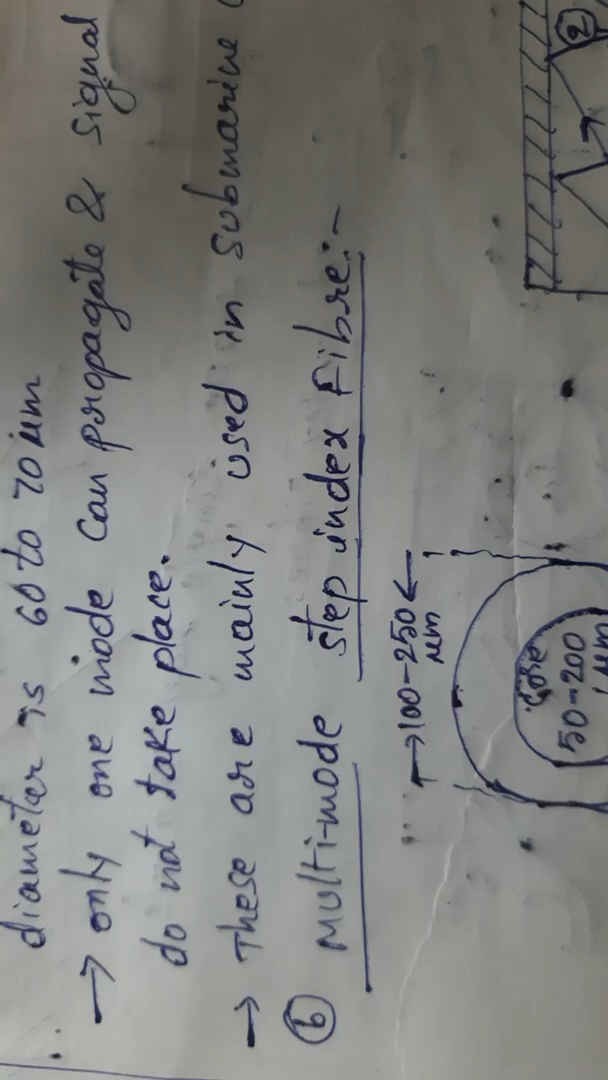 diameter is 60 to 70 μm
→ only one mode can propagate & signal
do not take place.
→ These are mainly used in submarine
(b) Multi-mode step index Fibre:-
→100-250←
μm
core
50-200
μm
(2)